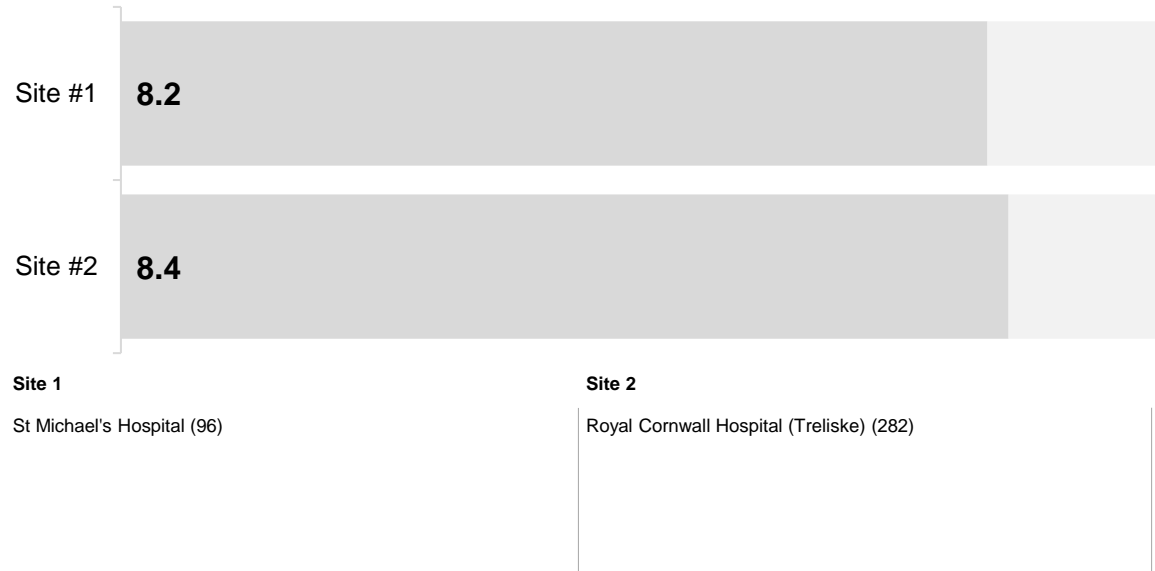 Site #1
8.2
Site #2
8.4
Site 1
Site 2
St Michael's Hospital (96)
Royal Cornwall Hospital (Treliske) (282)